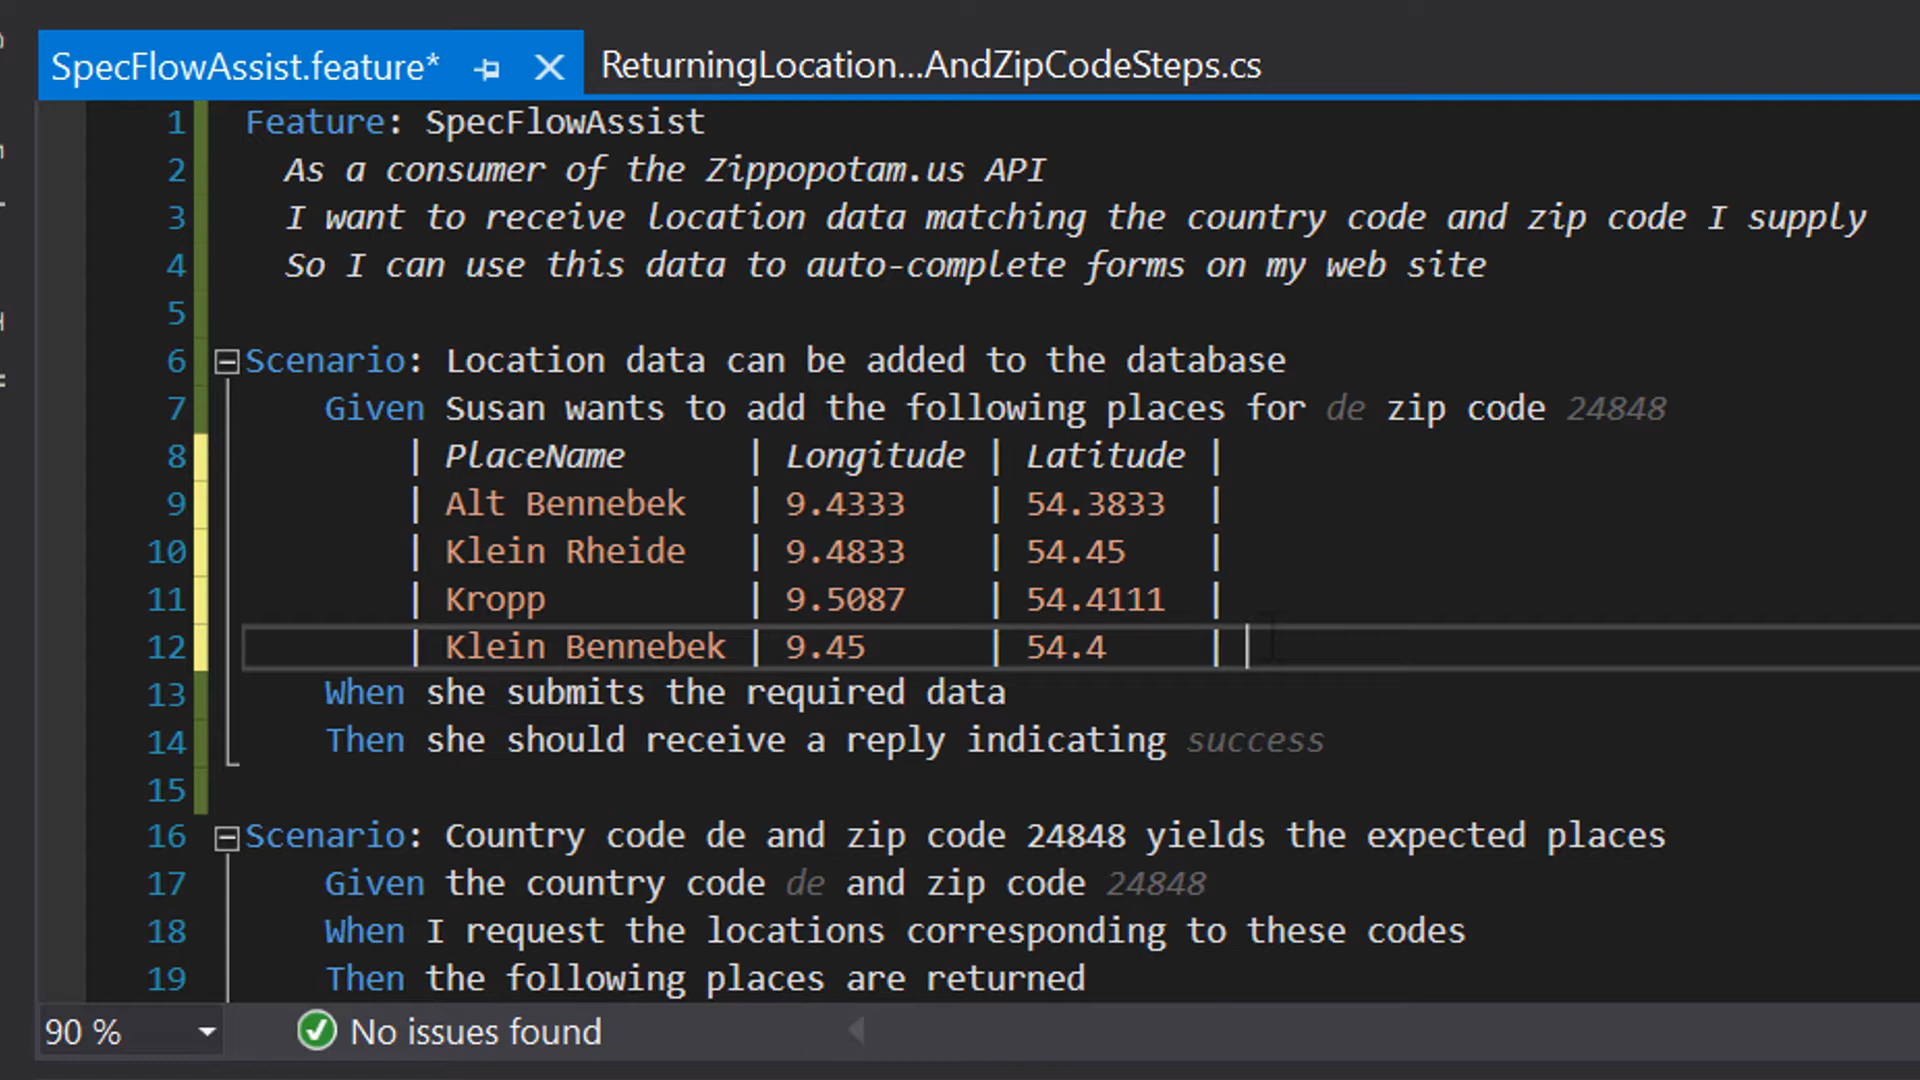 SpecFlowAssist.feature*
ReturningLocation...AndZipCodeSteps.cs
1 Feature: SpecFlowAssist
2 As a consumer of the Zippopotam.us API
3 I want to receive location data matching the country code and zip code I supply
4 So I can use this data to auto-complete forms on my web site
5
6 Scenario: Location data can be added to the database
7 Given Susan wants to add the following places for de zip code 24848
8 | PlaceName | Longitude | Latitude |
9 | Alt Bennebek | 9.4333 | 54.3833 |
10 | Klein Rheide | 9.4833 | 54.45 |
11 | Kropp | 9.5087 | 54.4111 |
12 | Klein Bennebek | 9.45 | 54.4 |
13 When she submits the required data
14 Then she should receive a reply indicating success
15
16 Scenario: Country code de and zip code 24848 yields the expected places
17 Given the country code de and zip code 24848
18 When I request the locations corresponding to these codes
19 Then the following places are returned
90 %
No issues found